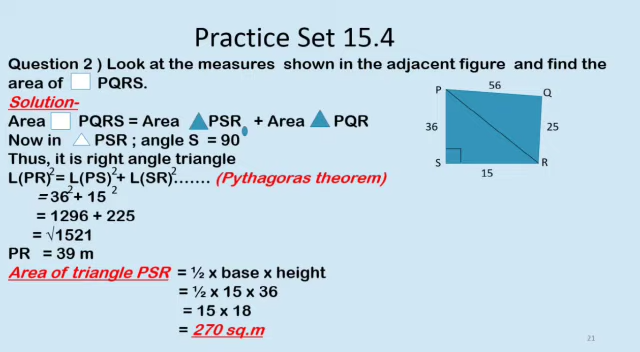 Practice Set 15.4
Question 2 ) Look at the measures shown in the adjacent figure and find the
area of PQRS.
Solution-
Area PQRS = Area PSR + Area PQR
Now in PSR ; angle S = 90
Thus, it is right angle triangle
L(PR)² = L(PS)² + L(SR)²....... (Pythagoras theorem)
= 36² + 15²
= 1296 + 225
= √1521
PR = 39 m
Area of triangle PSR = ½ x base x height
= ½ x 15 x 36
= 15 x 18
= 270 sq.m
P 56 Q
36 25
S R
15
21